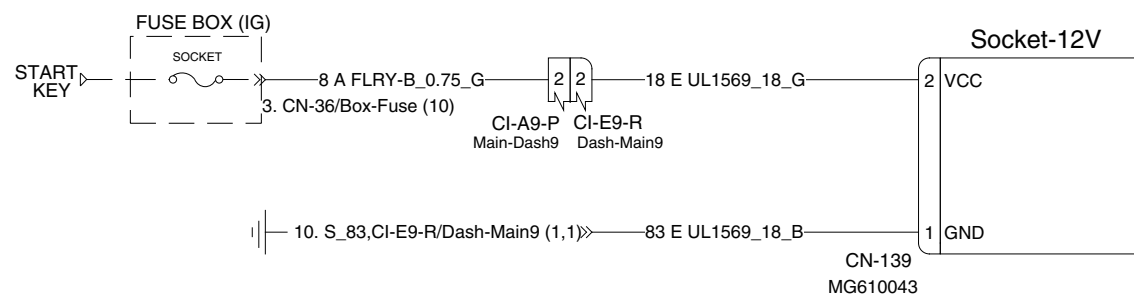 FUSE BOX (IG)
SOCKET
START
KEY
8 A FLRY-B_0.75_G
3. CN-36/Box-Fuse (10)
2 2
CI-A9-P CI-E9-R
Main-Dash9 Dash-Main9
18 E UL1569_18_G
Socket-12V
2 VCC
10. S_83,CI-E9-R/Dash-Main9 (1,1)
83 E UL1569_18_B
1 GND
CN-139
MG610043